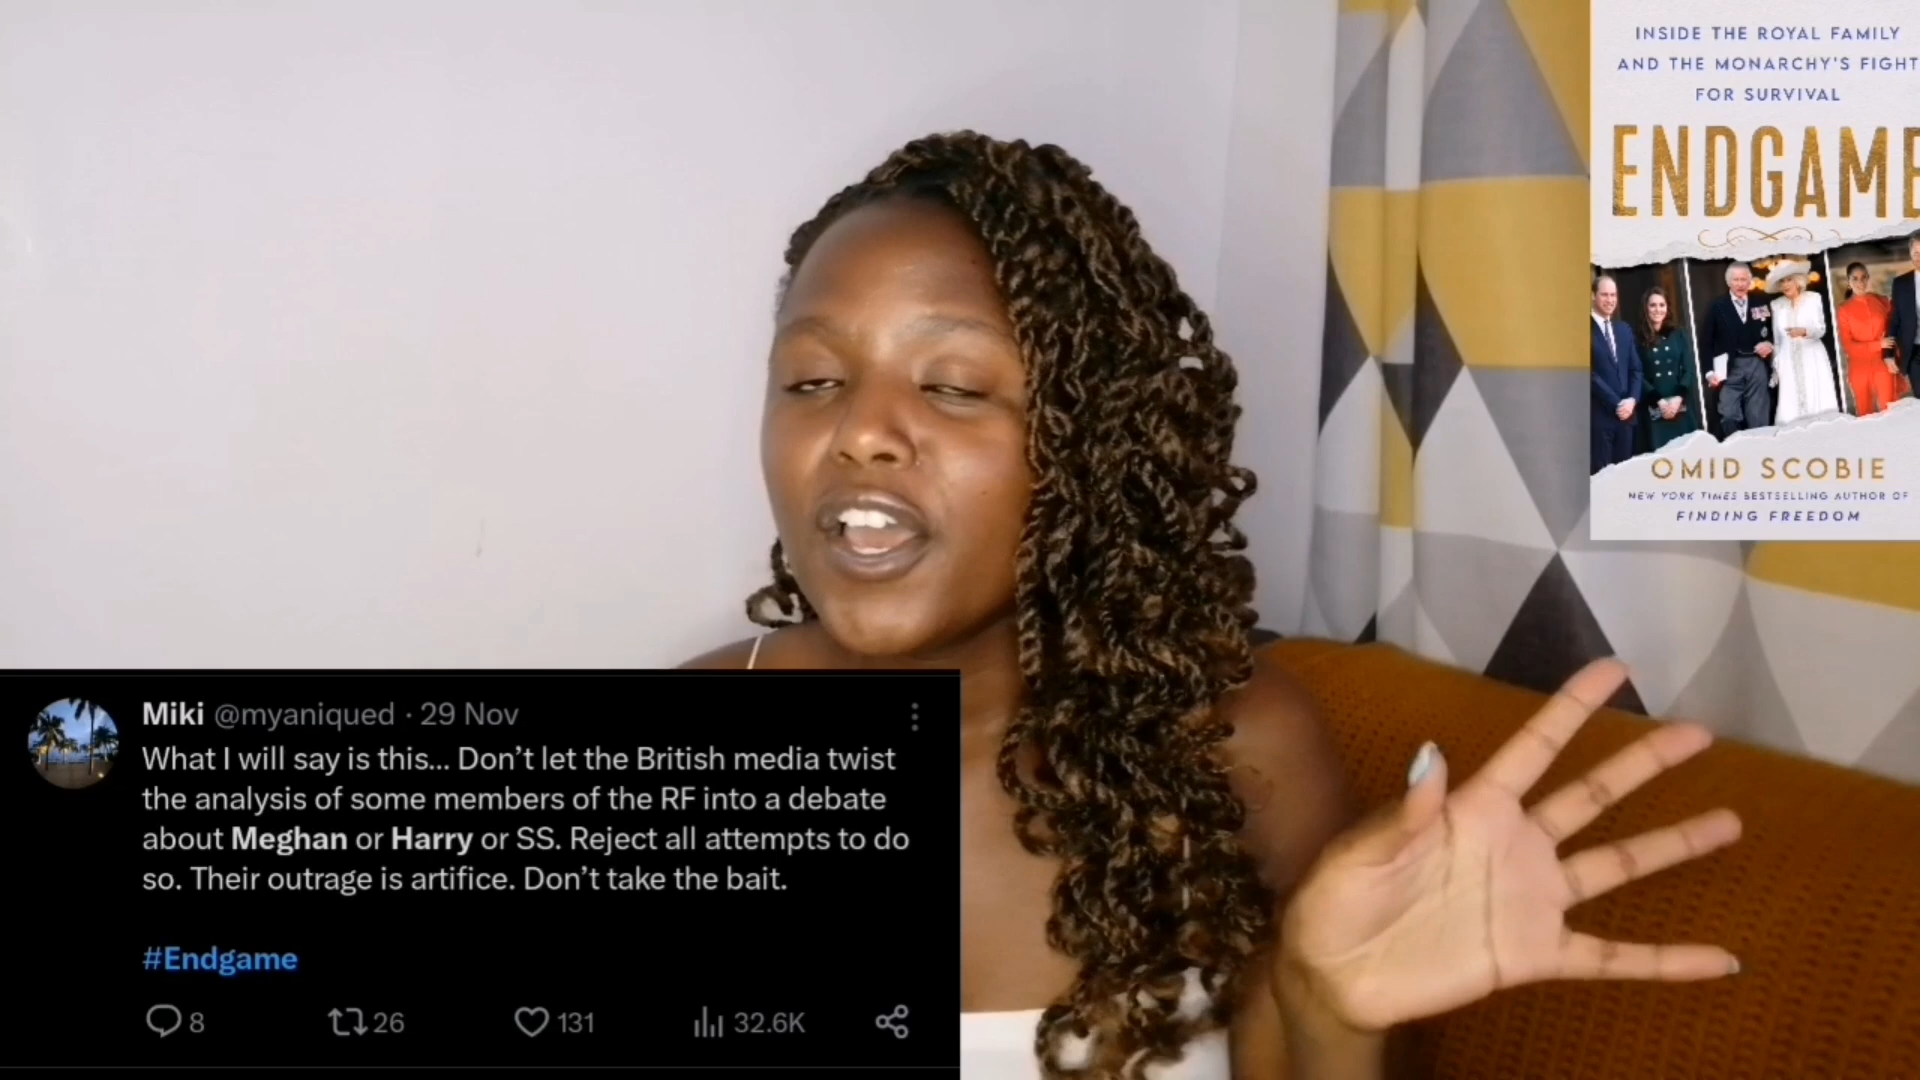 INSIDE THE ROYAL FAMILY
AND THE MONARCHY'S FIGHT
FOR SURVIVAL
ENDGAME
OMID SCOBIE
NEW YORK TIMES BESTSELLING AUTHOR OF
FINDING FREEDOM
Miki @myaniqued · 29 Nov
What I will say is this... Don't let the British media twist
the analysis of some members of the RF into a debate
about Meghan or Harry or SS. Reject all attempts to do
so. Their outrage is artifice. Don't take the bait.
#Endgame
8 26 131 32.6K